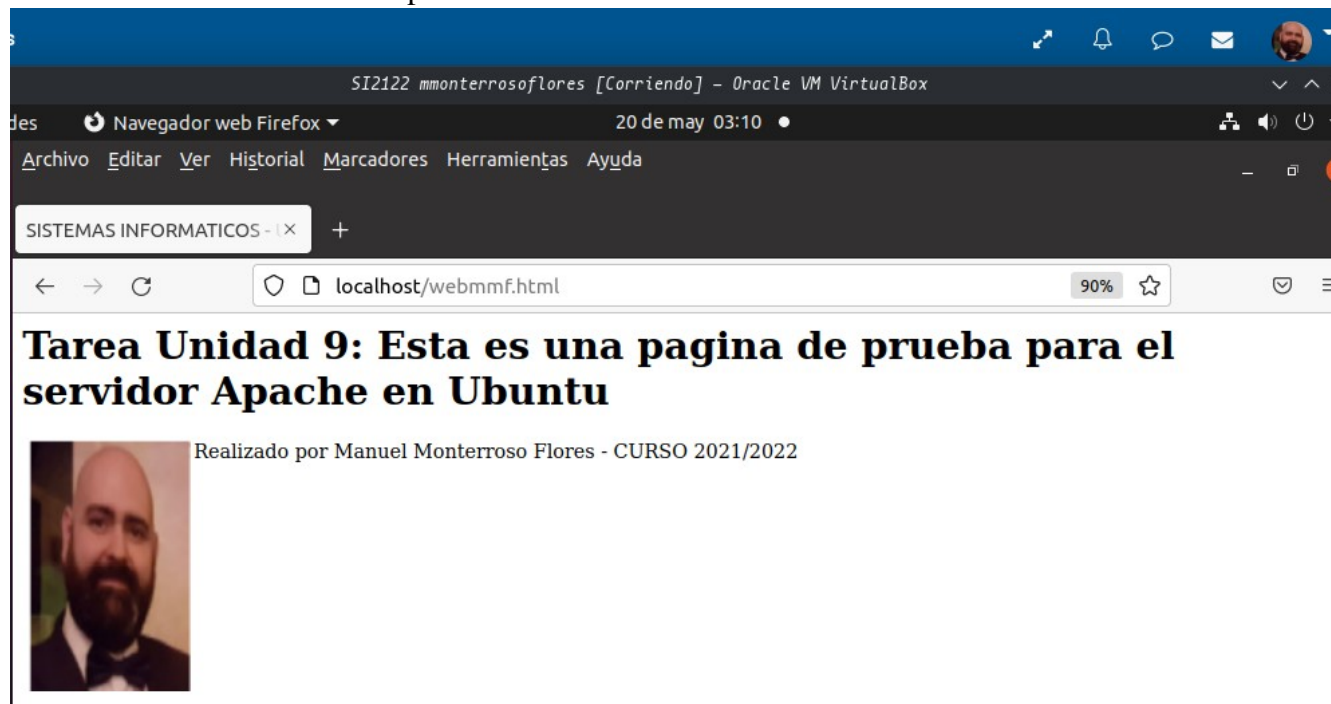 SI2122 mmonterrosoflores [Corriendo] – Oracle VM VirtualBox
des Navegador web Firefox 20 de may 03:10
Archivo Editar Ver Historial Marcadores Herramientas Ayuda
SISTEMAS INFORMATICOS -
localhost/webmmf.html 90%
Tarea Unidad 9: Esta es una pagina de prueba para el
servidor Apache en Ubuntu
Realizado por Manuel Monterroso Flores - CURSO 2021/2022